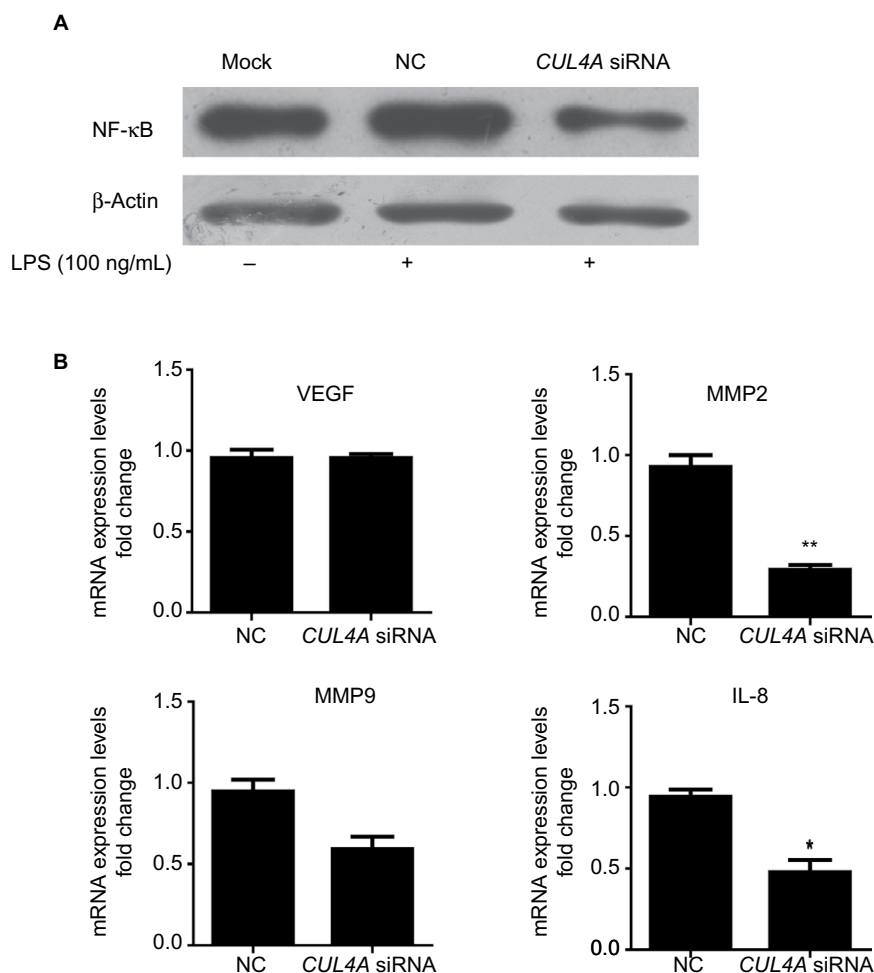 A
Mock NC CUL4A siRNA
NF-κB
β-Actin
LPS (100 ng/mL) – + +
B
VEGF
mRNA expression levels
fold change
1.5
1.0
0.5
0.0
NC CUL4A siRNA
MMP2
mRNA expression levels
fold change
1.5
1.0
0.5
0.0
**
NC CUL4A siRNA
MMP9
mRNA expression levels
fold change
1.5
1.0
0.5
0.0
NC CUL4A siRNA
IL-8
mRNA expression levels
fold change
1.5
1.0
0.5
0.0
*
NC CUL4A siRNA